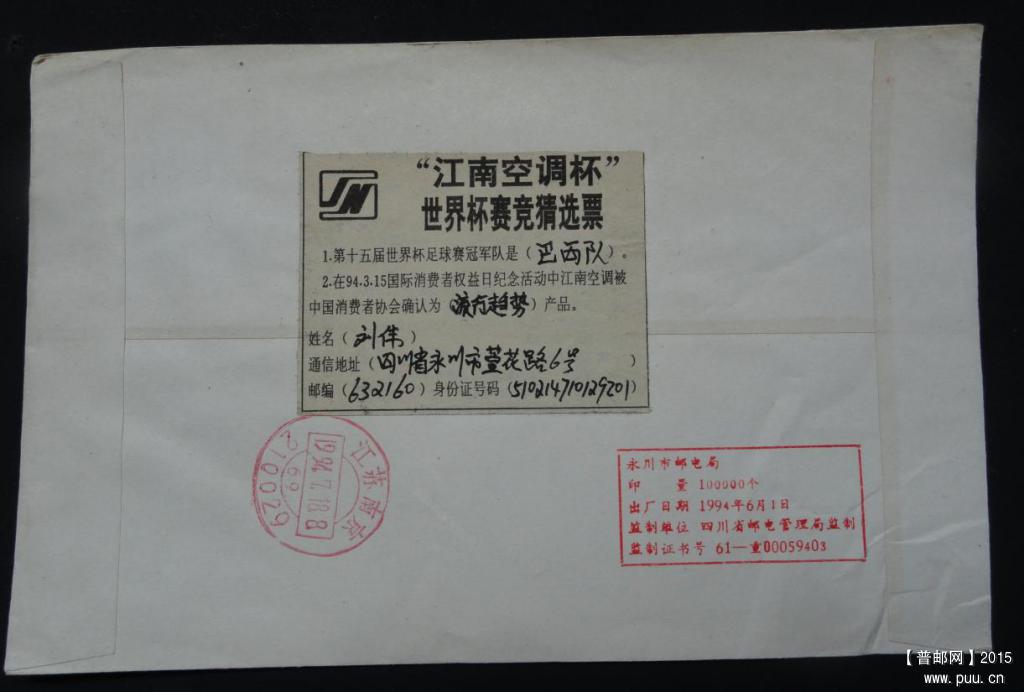 “江南空调杯”
世界杯赛竞猜选票
1.第十五届世界杯足球赛冠军队是（巴西队）。
2.在94.3.15国际消费者权益日纪念活动中江南空调被
中国消费者协会确认为（滚光趋势）产品。
姓名（刘伟）
通信地址（四川省永川市萱花路6号）
邮编（632160）身份证号码（510214710129201）
江苏南京
1994.7.18.8
210029
永川市邮电局
印 量 100000个
出厂日期 1994年6月1日
监制单位 四川省邮电管理局监制
监制证书号 61—重00059403
【普邮网】2015
www.puu.cn